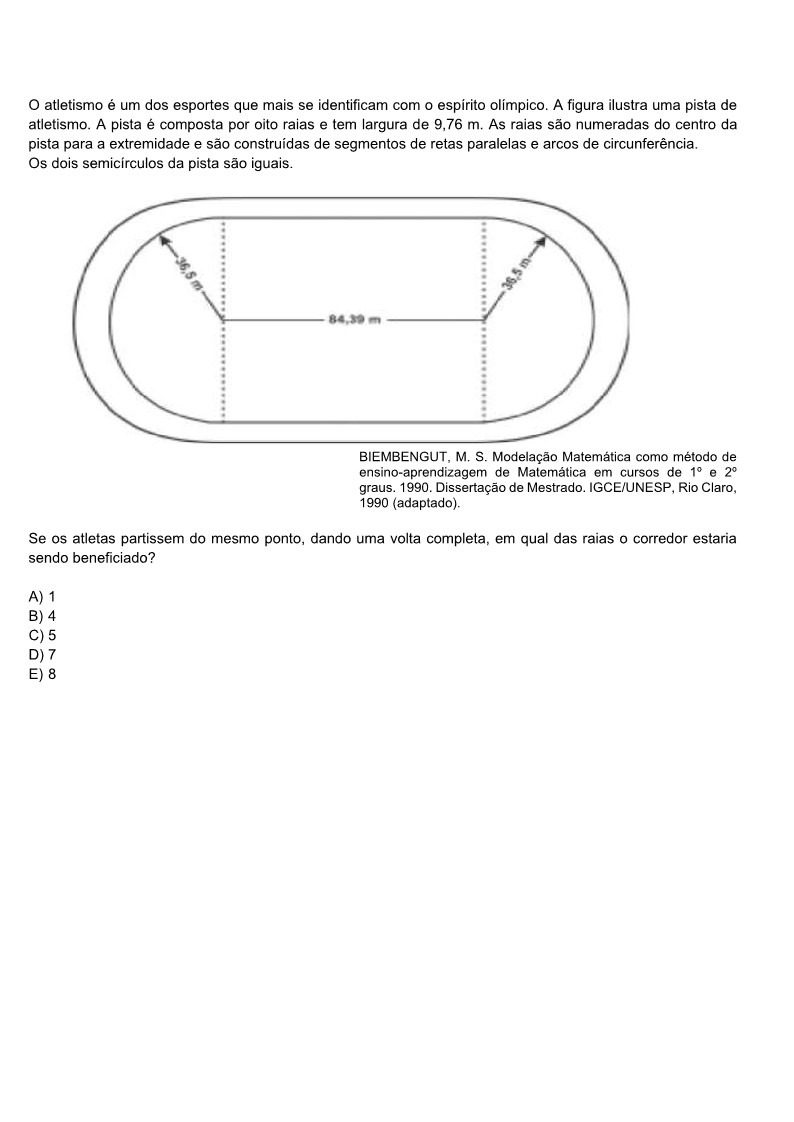 O atletismo é um dos esportes que mais se identificam com o espírito olímpico. A figura ilustra uma pista de
atletismo. A pista é composta por oito raias e tem largura de 9,76 m. As raias são numeradas do centro da
pista para a extremidade e são construídas de segmentos de retas paralelas e arcos de circunferência.
Os dois semicírculos da pista são iguais.
36,5 m
36,5 m
84,39 m
BIEMBENGUT, M. S. Modelação Matemática como método de
ensino-aprendizagem de Matemática em cursos de 1º e 2º
graus. 1990. Dissertação de Mestrado. IGCE/UNESP, Rio Claro,
1990 (adaptado).
Se os atletas partissem do mesmo ponto, dando uma volta completa, em qual das raias o corredor estaria
sendo beneficiado?
A) 1
B) 4
C) 5
D) 7
E) 8